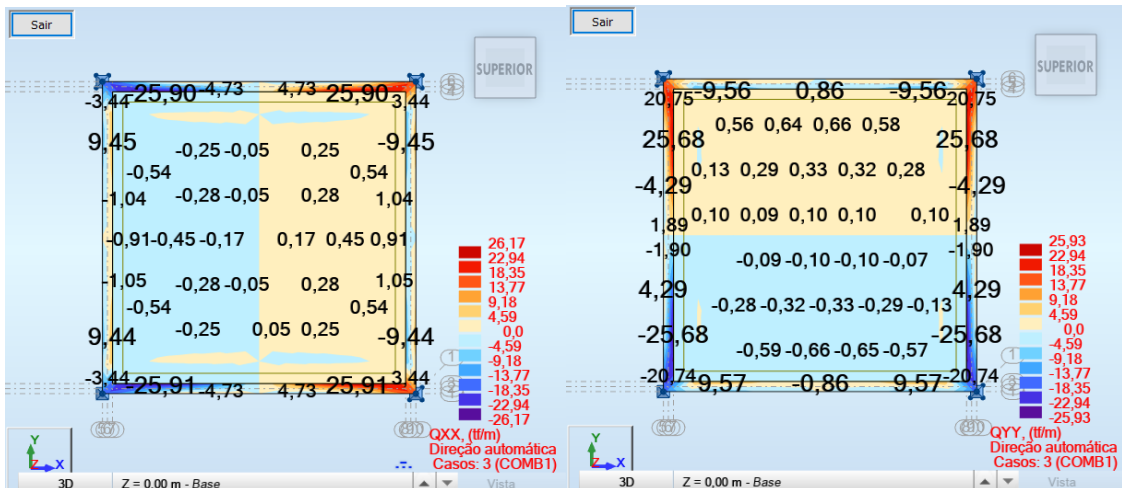 Sair
SUPERIOR
-3,44 -25,90 -4,73 4,73 25,90 3,44
9,45 -9,45
-0,25 -0,05 0,25
-0,54 0,54
-0,28 -0,05 0,28
-1,04 1,04
-0,91 -0,45 -0,17 0,17 0,45 0,91
-1,05 -0,28 -0,05 0,28 1,05
-0,54 0,54
9,44 -0,25 0,05 0,25 -9,44
-3,44 -25,91 -4,73 4,73 25,91 3,44
26,17
22,94
18,35
13,77
9,18
4,59
0,0
-4,59
-9,18
-13,77
-18,35
-22,94
-26,17
QXX, (tf/m)
Direção automática
Casos: 3 (COMB1)
Y
Z X
3D Z = 0,00 m - Base Vista
Sair
SUPERIOR
20,75 -9,56 0,86 -9,56 20,75
0,56 0,64 0,66 0,58
25,68 25,68
0,13 0,29 0,33 0,32 0,28
-4,29 -4,29
0,10 0,09 0,10 0,10 0,10
1,89 1,89
-1,90 -1,90
-0,09 -0,10 -0,10 -0,07
4,29 4,29
-0,28 -0,32 -0,33 -0,29 -0,13
-25,68 -25,68
-0,59 -0,66 -0,65 -0,57
-20,74 9,57 -0,86 9,57 -20,74
25,93
22,94
18,35
13,77
9,18
4,59
0,0
-4,59
-9,18
-13,77
-18,35
-22,94
-25,93
QYY, (tf/m)
Direção automática
Casos: 3 (COMB1)
Y
Z X
3D Z = 0,00 m - Base Vista